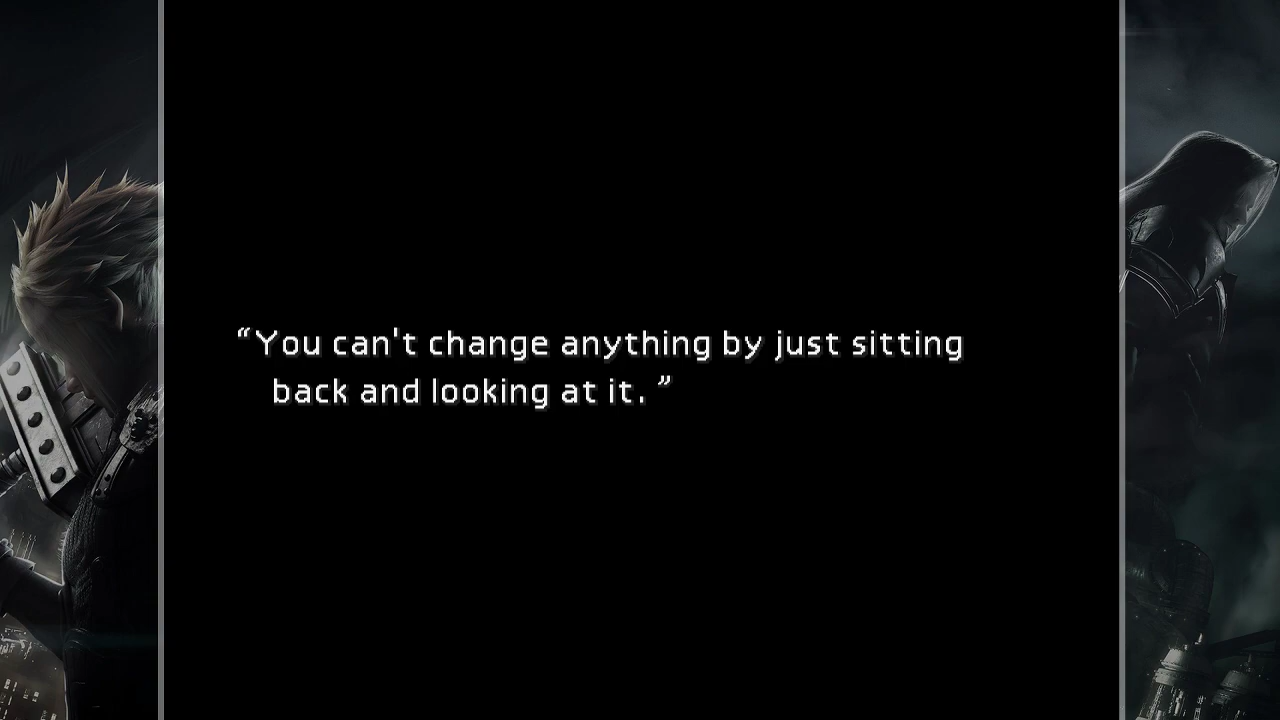 “You can't change anything by just sitting
back and looking at it. ”